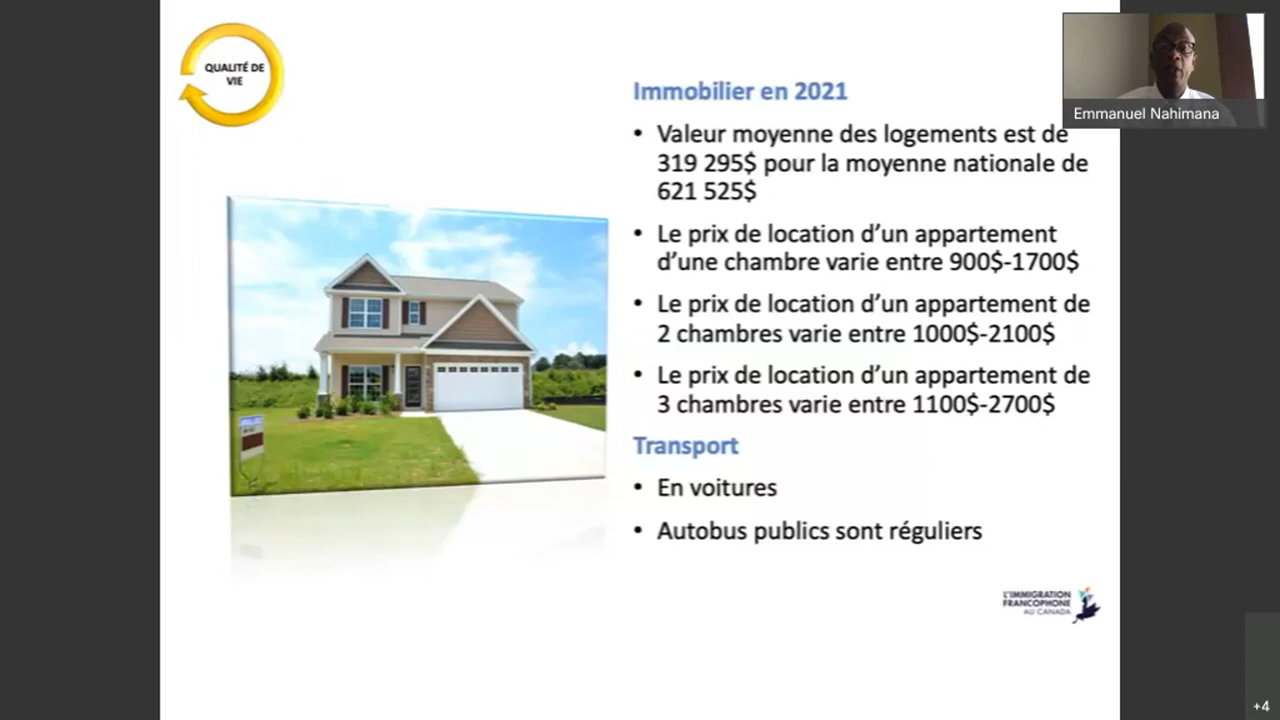 QUALITÉ DE
VIE
Immobilier en 2021
• Valeur moyenne des logements est de
319 295$ pour la moyenne nationale de
621 525$
• Le prix de location d’un appartement
d’une chambre varie entre 900$-1700$
• Le prix de location d’un appartement de
2 chambres varie entre 1000$-2100$
• Le prix de location d’un appartement de
3 chambres varie entre 1100$-2700$
Transport
• En voitures
• Autobus publics sont réguliers
L'IMMIGRATION
FRANCOPHONE
AU CANADA
Emmanuel Nahimana
+4